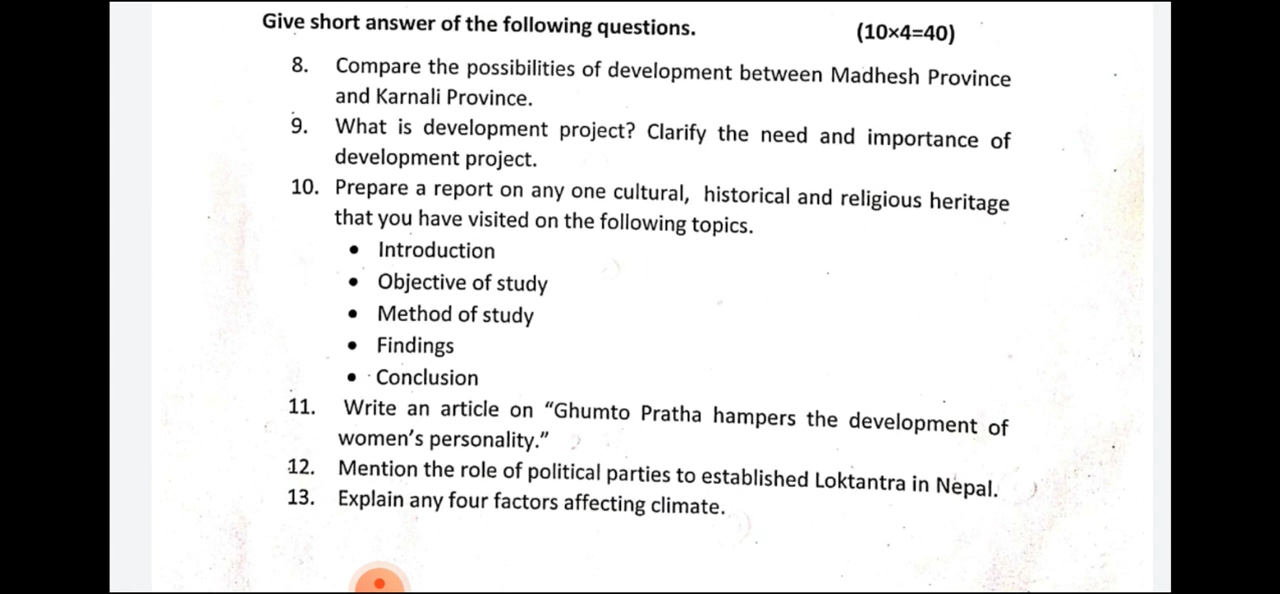 Give short answer of the following questions. (10×4=40)
8. Compare the possibilities of development between Madhesh Province
and Karnali Province.
9. What is development project? Clarify the need and importance of
development project.
10. Prepare a report on any one cultural, historical and religious heritage
that you have visited on the following topics.
• Introduction
• Objective of study
• Method of study
• Findings
• Conclusion
11. Write an article on “Ghumto Pratha hampers the development of
women’s personality.”
12. Mention the role of political parties to established Loktantra in Nepal.
13. Explain any four factors affecting climate.